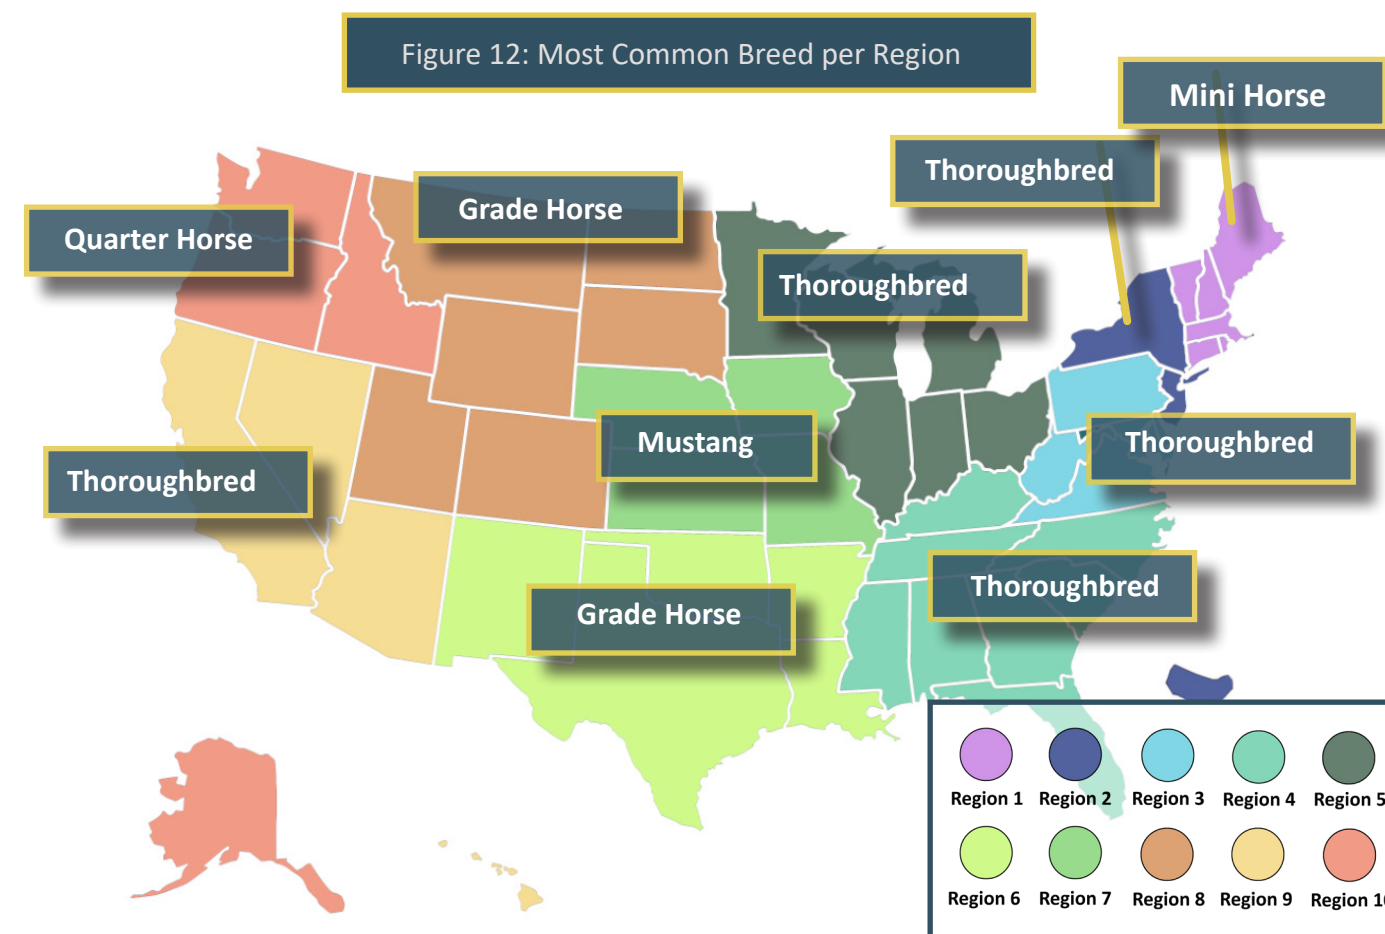 Figure 12: Most Common Breed per Region
Mini Horse
Thoroughbred
Grade Horse
Quarter Horse
Thoroughbred
Mustang
Thoroughbred
Thoroughbred
Thoroughbred
Grade Horse
Region 1 Region 2 Region 3 Region 4 Region 5
Region 6 Region 7 Region 8 Region 9 Region 10